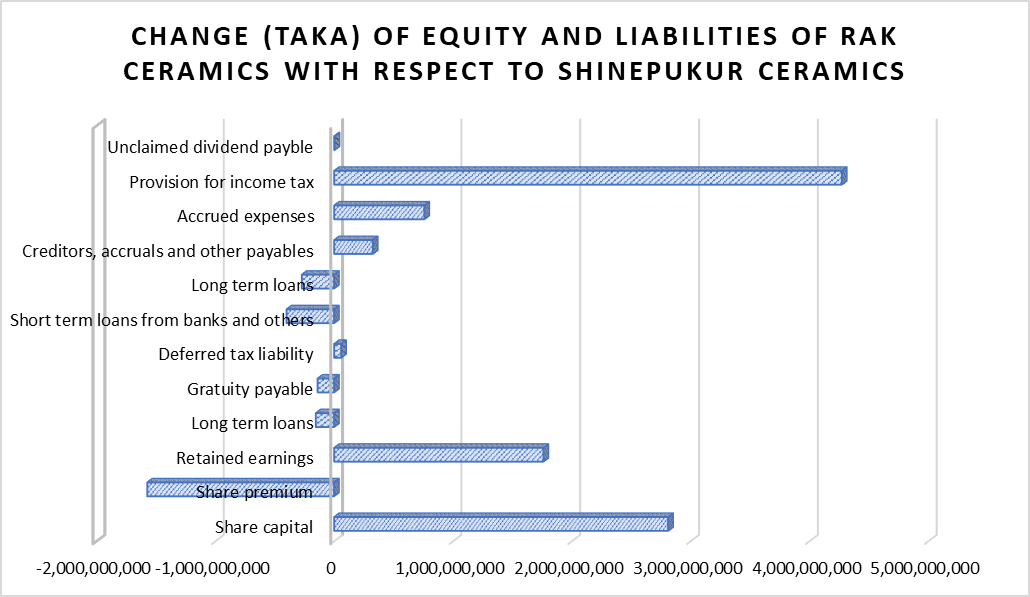 CHANGE (TAKA) OF EQUITY AND LIABILITIES OF RAK
CERAMICS WITH RESPECT TO SHINEPUKUR CERAMICS
Unclaimed dividend payble
Provision for income tax
Accrued expenses
Creditors, accruals and other payables
Long term loans
Short term loans from banks and others
Deferred tax liability
Gratuity payable
Long term loans
Retained earnings
Share premium
Share capital
-2,000,000,000 -1,000,000,000 0 1,000,000,000 2,000,000,000 3,000,000,000 4,000,000,000 5,000,000,000